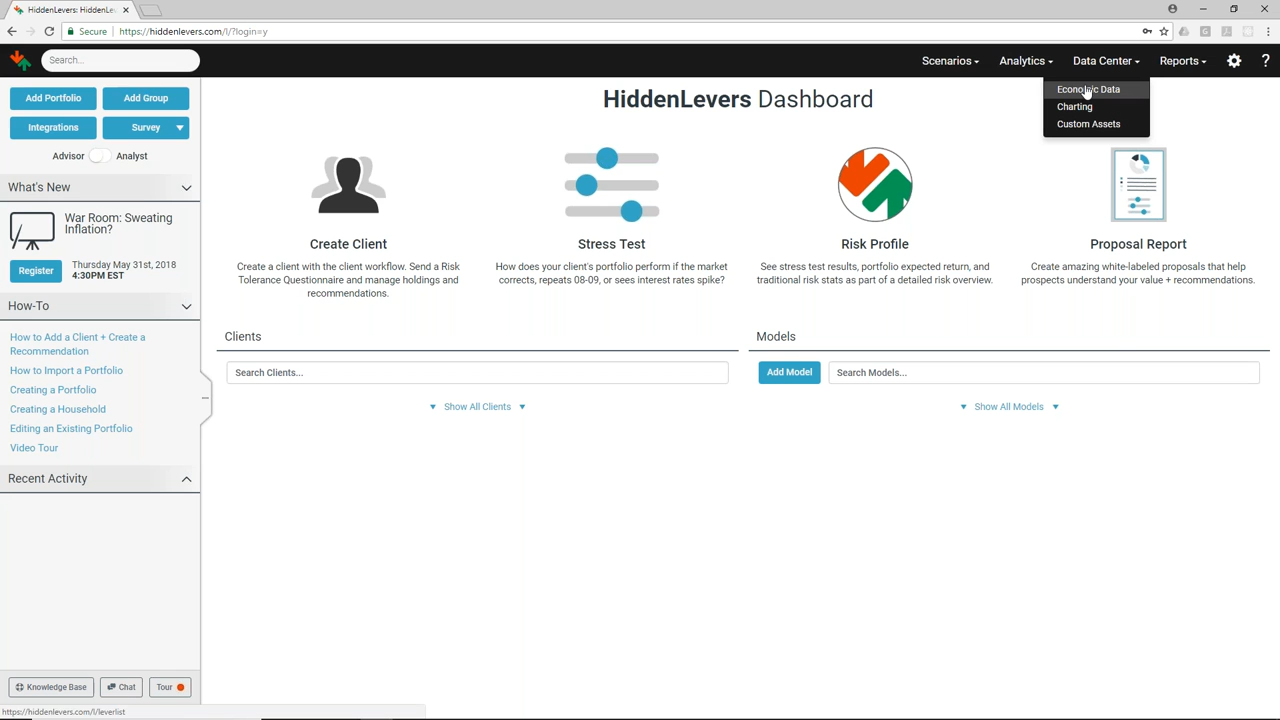 HiddenLevers: HiddenLev
Secure
https://hiddenlevers.com/l/?login=y
Search...
Scenarios
Analytics
Data Center
Reports
?
Economic Data
Charting
Custom Assets
Add Portfolio
Add Group
Integrations
Survey
Advisor
Analyst
What's New
War Room: Sweating
Inflation?
Register
Thursday May 31st, 2018
4:30PM EST
How-To
How to Add a Client + Create a
Recommendation
How to Import a Portfolio
Creating a Portfolio
Creating a Household
Editing an Existing Portfolio
Video Tour
Recent Activity
Knowledge Base
Chat
Tour
https://hiddenlevers.com/l/leverlist
HiddenLevers Dashboard
Create Client
Create a client with the client workflow. Send a Risk
Tolerance Questionnaire and manage holdings and
recommendations.
Stress Test
How does your client's portfolio perform if the market
corrects, repeats 08-09, or sees interest rates spike?
Risk Profile
See stress test results, portfolio expected return, and
traditional risk stats as part of a detailed risk overview.
Proposal Report
Create amazing white-labeled proposals that help
prospects understand your value + recommendations.
Clients
Search Clients...
Show All Clients
Models
Add Model
Search Models...
Show All Models